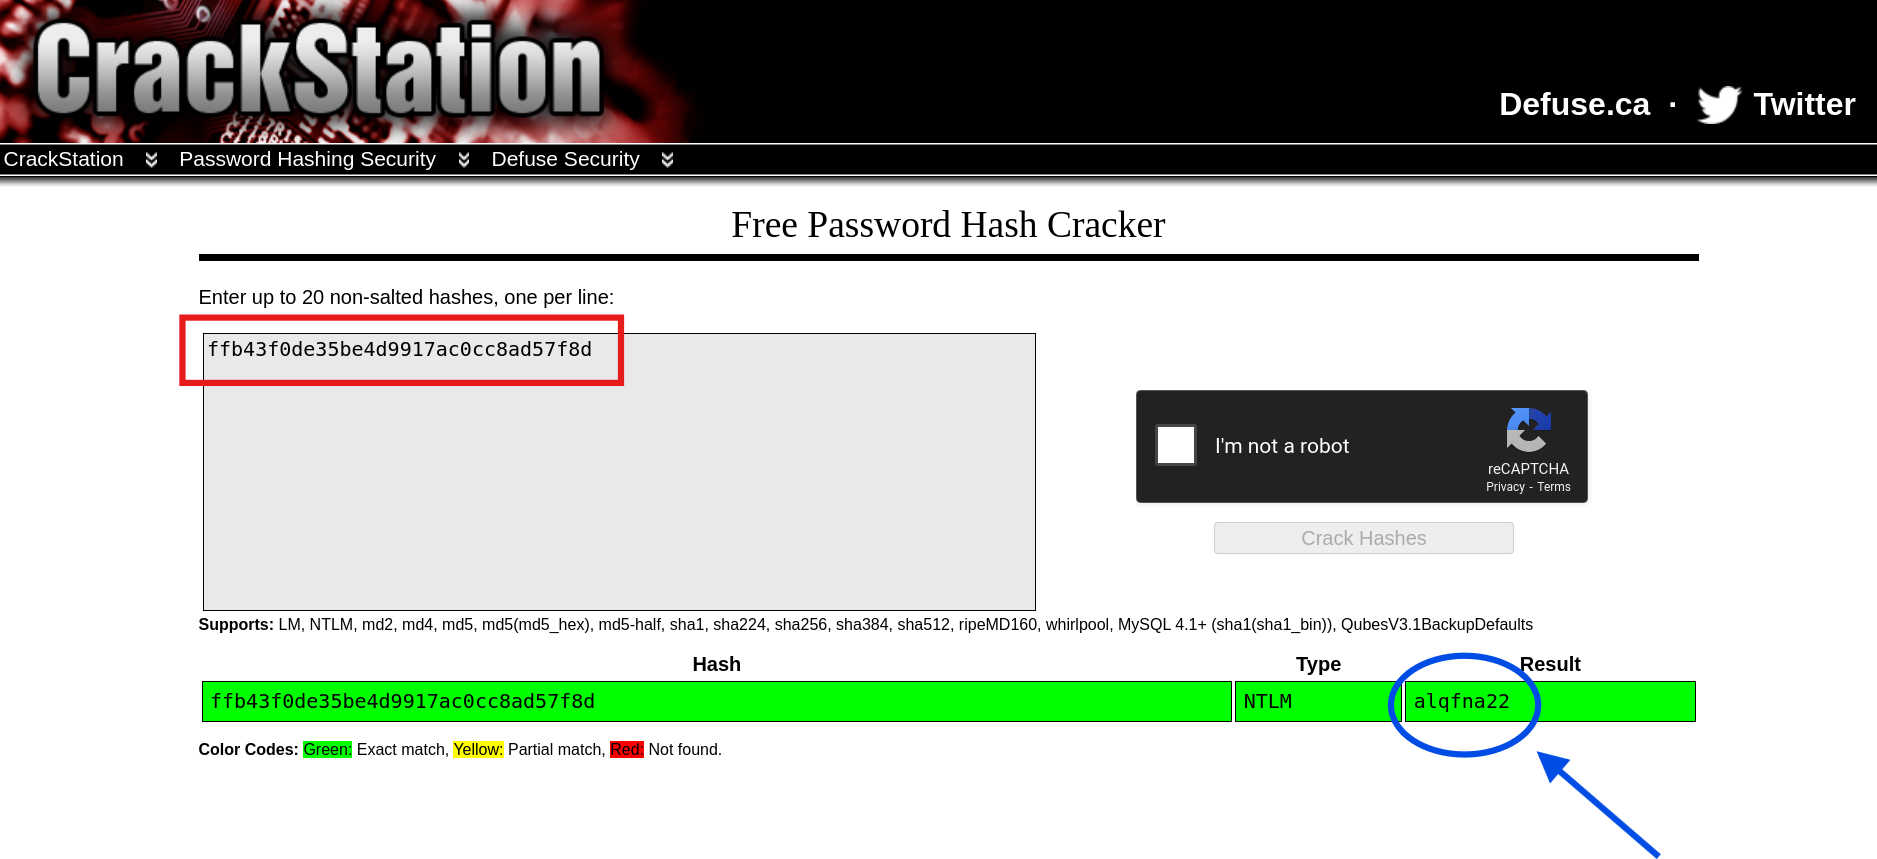 CrackStation
Defuse.ca · Twitter
CrackStation Password Hashing Security Defuse Security
Free Password Hash Cracker
Enter up to 20 non-salted hashes, one per line:
ffb43f0de35be4d9917ac0cc8ad57f8d
I'm not a robot
reCAPTCHA
Privacy - Terms
Crack Hashes
Supports: LM, NTLM, md2, md4, md5, md5(md5_hex), md5-half, sha1, sha224, sha256, sha384, sha512, ripeMD160, whirlpool, MySQL 4.1+ (sha1(sha1_bin)), QubesV3.1BackupDefaults
Hash Type Result
ffb43f0de35be4d9917ac0cc8ad57f8d NTLM alqfna22
Color Codes: Green: Exact match, Yellow: Partial match, Red: Not found.